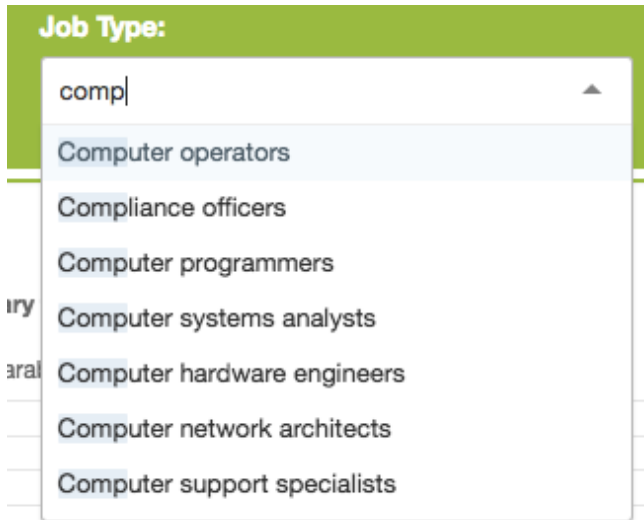 Job Type:
comp
Computer operators
Compliance officers
Computer programmers
Computer systems analysts
Computer hardware engineers
Computer network architects
Computer support specialists